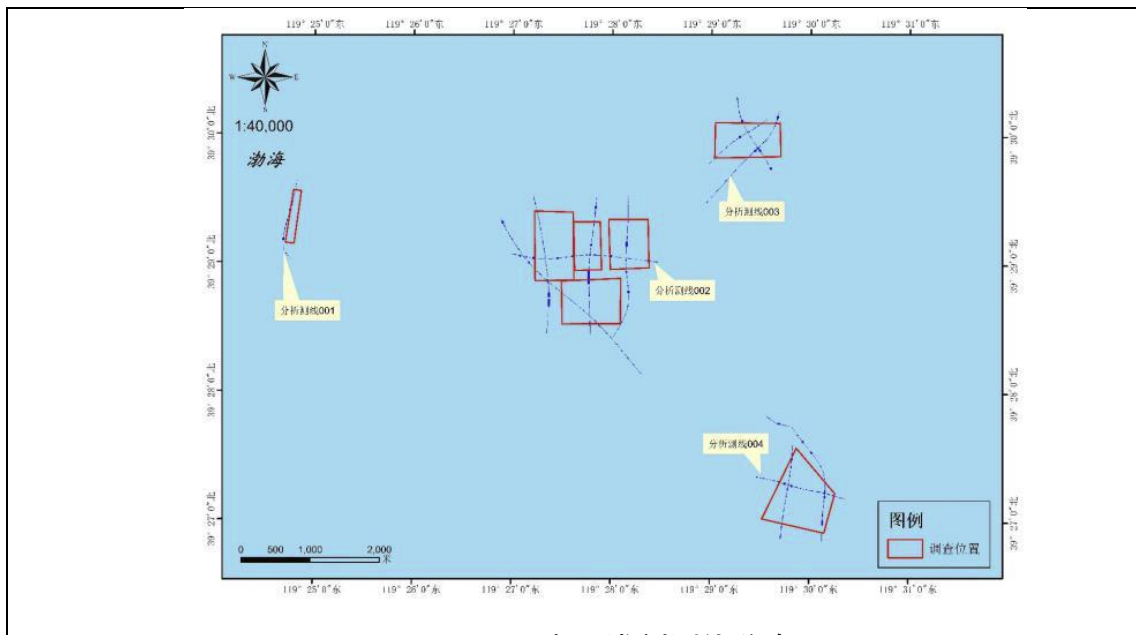 119° 25'0"东 119° 26'0"东 119° 27'0"东 119° 28'0"东 119° 29'0"东 119° 30'0"东 119° 31'0"东
N
W E
1:40,000
渤海
39° 30'0"北 39° 30'0"北
分析测线003
39° 29'0"北 39° 29'0"北
分析测线002
分析测线001
39° 28'0"北 39° 28'0"北
分析测线004
39° 27'0"北 39° 27'0"北
图例
调查位置
0 500 1,000 2,000
米
119° 25'0"东 119° 26'0"东 119° 27'0"东 119° 28'0"东 119° 29'0"东 119° 30'0"东 119° 31'0"东